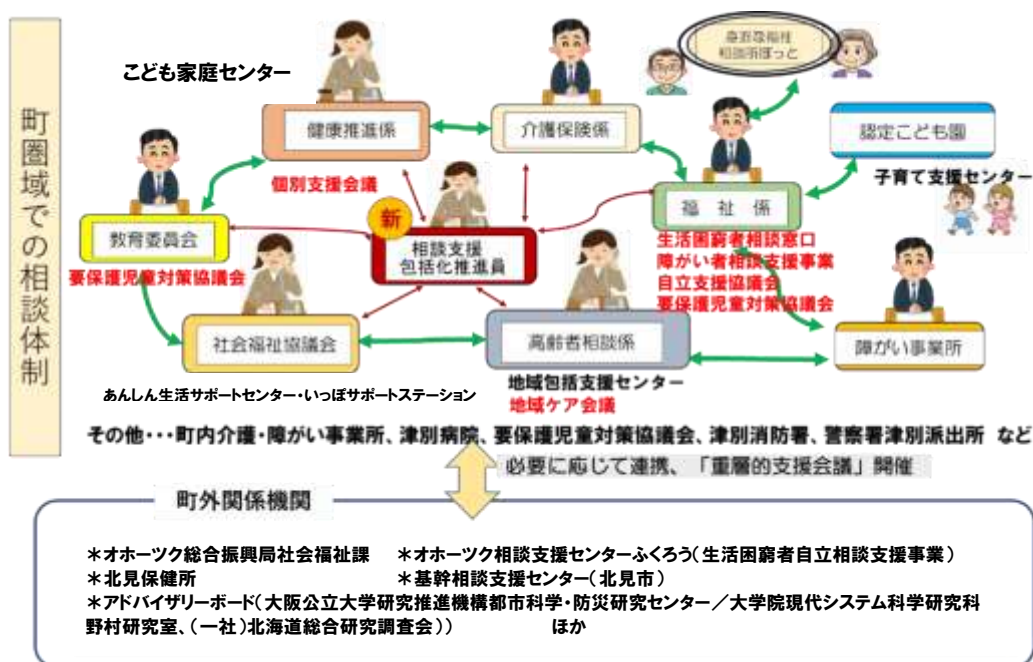 町圏域での相談体制
こども家庭センター
身近な福祉
相談所ぽっと
健康推進係
介護保険係
認定こども園
子育て支援センター
個別支援会議
新
福 祉 係
教育委員会
要保護児童対策協議会
相談支援
包括化推進員
生活困窮者相談窓口
障がい者相談支援事業
自立支援協議会
要保護児童対策協議会
社会福祉協議会
高齢者相談係
障がい事業所
あんしん生活サポートセンター・いっぽサポートステーション
地域包括支援センター
地域ケア会議
その他・・・町内介護・障がい事業所、津別病院、要保護児童対策協議会、津別消防署、警察署津別派出所 など
必要に応じて連携、「重層的支援会議」開催
町外関係機関
＊オホーツク総合振興局社会福祉課 ＊オホーツク相談支援センターふくろう（生活困窮者自立相談支援事業）
＊北見保健所 ＊基幹相談支援センター（北見市）
＊アドバイザリーボード（大阪公立大学研究推進機構都市科学・防災研究センター／大学院現代システム科学研究科
野村研究室、（一社）北海道総合研究調査会）） ほか